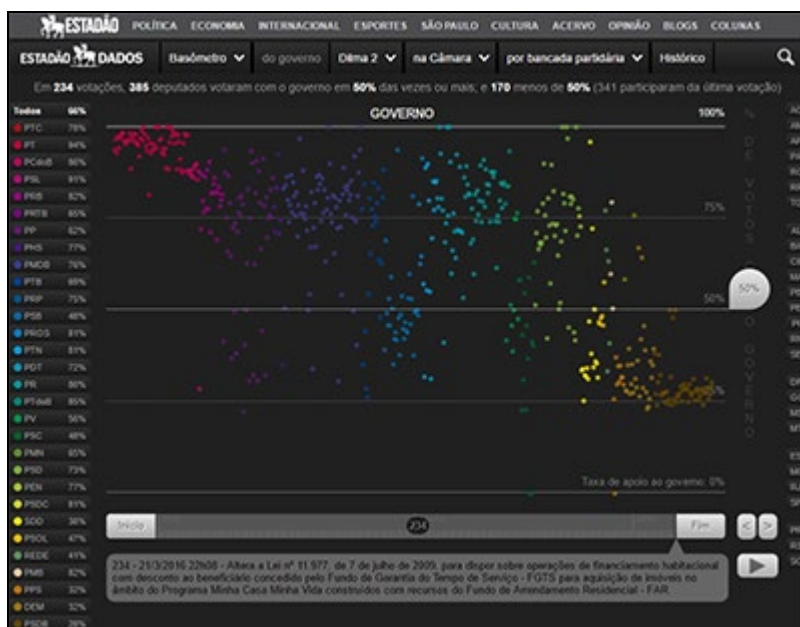 ESTADÃO POLÍTICA ECONOMIA INTERNACIONAL ESPORTES SÃO PAULO CULTURA ACERVO OPINIÃO BLOGS COLUNAS
ESTADÃO DADOS Basômetro do governo Dilma 2 na Câmara por bancada partidária Histórico
Em 234 votações, 385 deputados votaram com o governo em 50% das vezes ou mais; e 170 menos de 50% (341 participaram da última votação)
Todos 66%
GOVERNO 100%
PTC 78%
PT 94%
PCdoB 90%
PSL 91%
PRB 82%
PRTB 65%
PP 62%
PHS 77%
PMDB 76%
PTB 69%
PRP 75%
PSB 48%
PROS 81%
PTN 81%
PDT 72%
PR 80%
PTdoB 85%
PV 56%
PSC 48%
PMN 65%
PSD 73%
PEN 77%
PSDC 81%
SDD 38%
PSOL 47%
REDE 41%
PMB 82%
PPS 32%
DEM 32%
PSDB 28%
75%
50%
50%
% DE VOTOS
O GOVERNO
Taxa de apoio ao governo: 0%
Início 234 Fim < >
234 - 21/3/2016 22h08 - Altera a Lei nº 11.977, de 7 de julho de 2009, para dispor sobre operações de financiamento habitacional
com desconto ao beneficiário concedido pelo Fundo de Garantia do Tempo de Serviço - FGTS para aquisição de imóveis no
âmbito do Programa Minha Casa Minha Vida construídos com recursos do Fundo de Arrendamento Residencial - FAR.